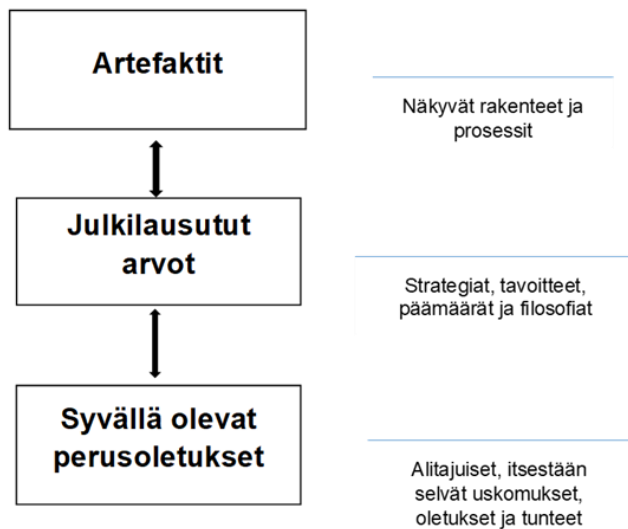 Artefaktit
Näkyvät rakenteet ja
prosessit
Julkilausutut
arvot
Strategiat, tavoitteet,
päämäärät ja filosofiat
Syvällä olevat
perusoletukset
Alitajuiset, itsestään
selvät uskomukset,
oletukset ja tunteet